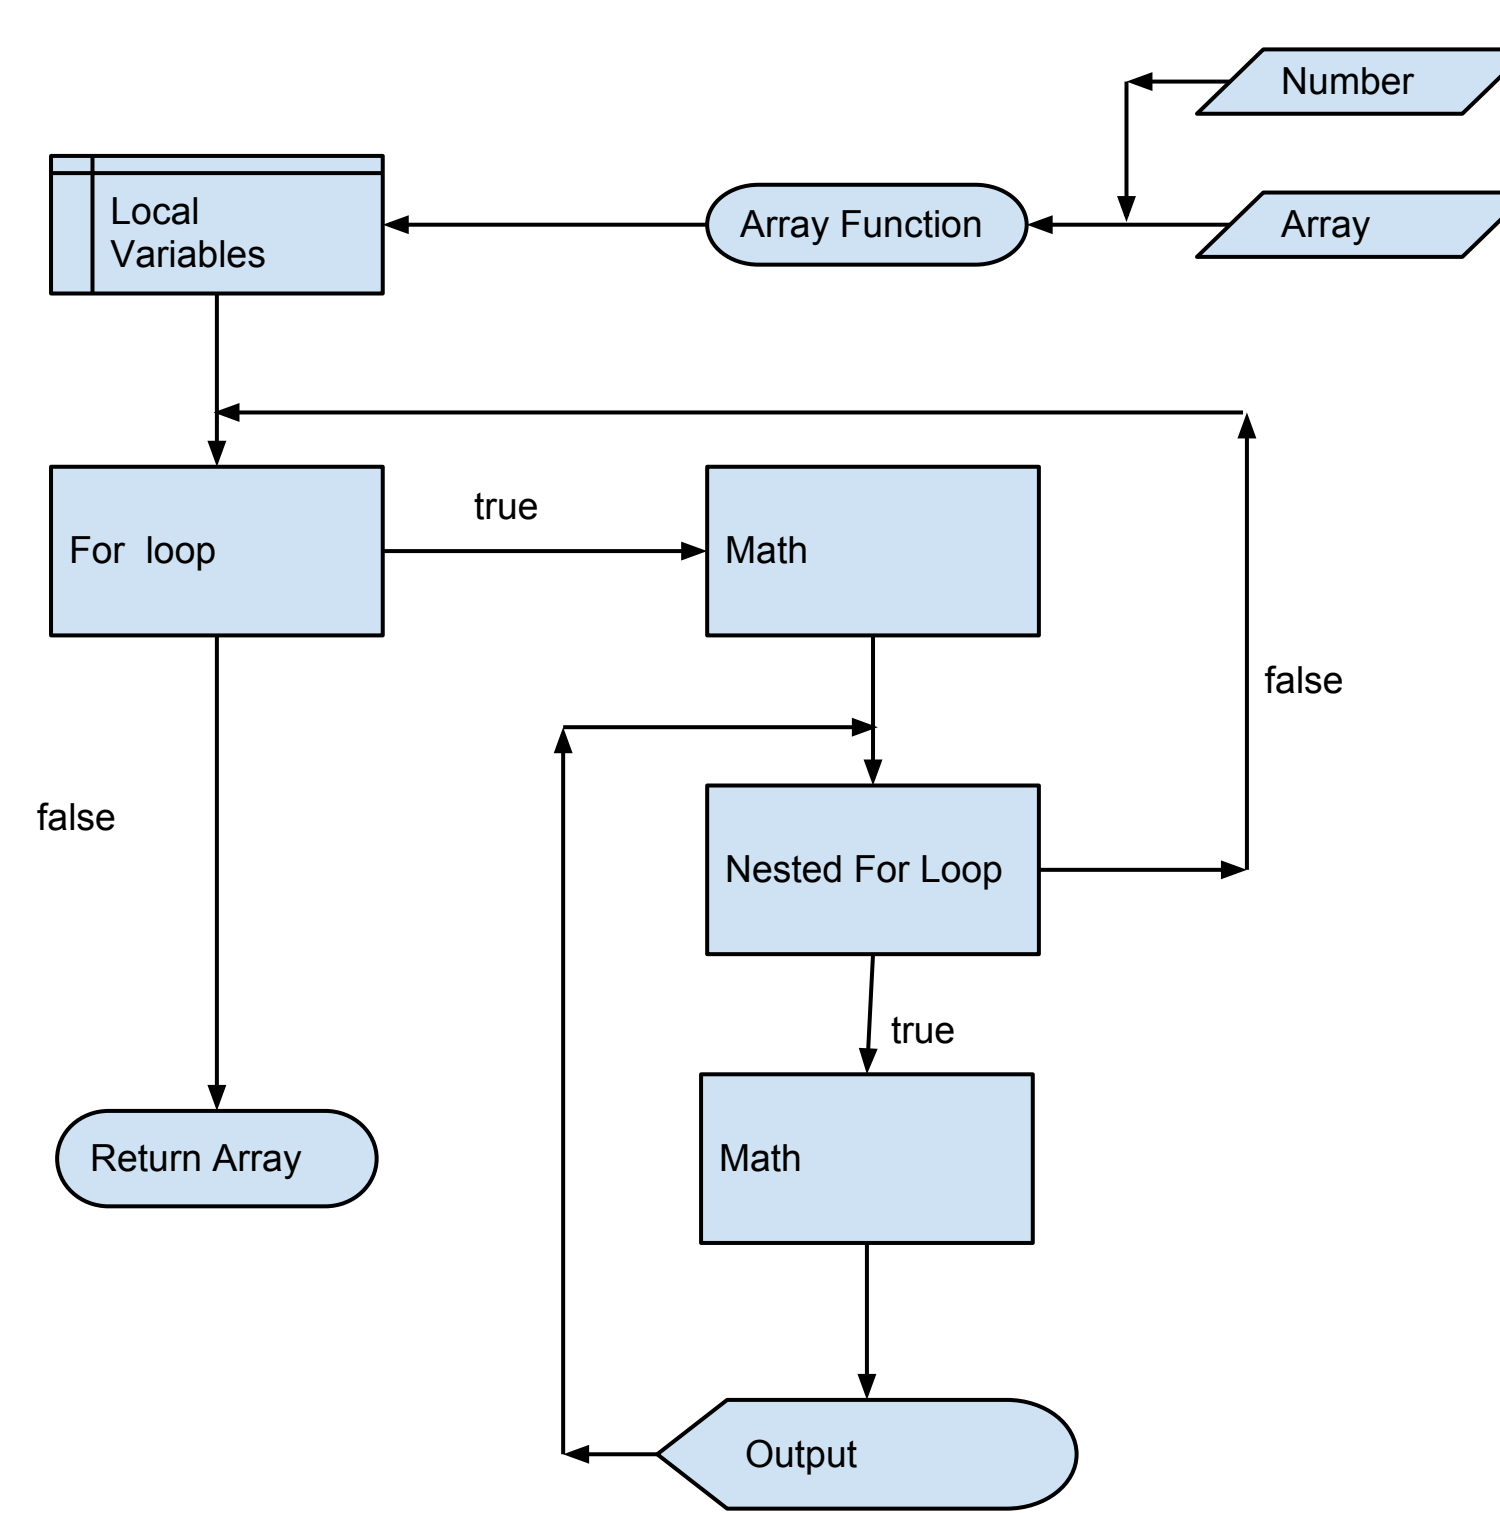 Number
Local
Variables
Array Function
Array
true
For loop
Math
false
false
Nested For Loop
true
Return Array
Math
Output